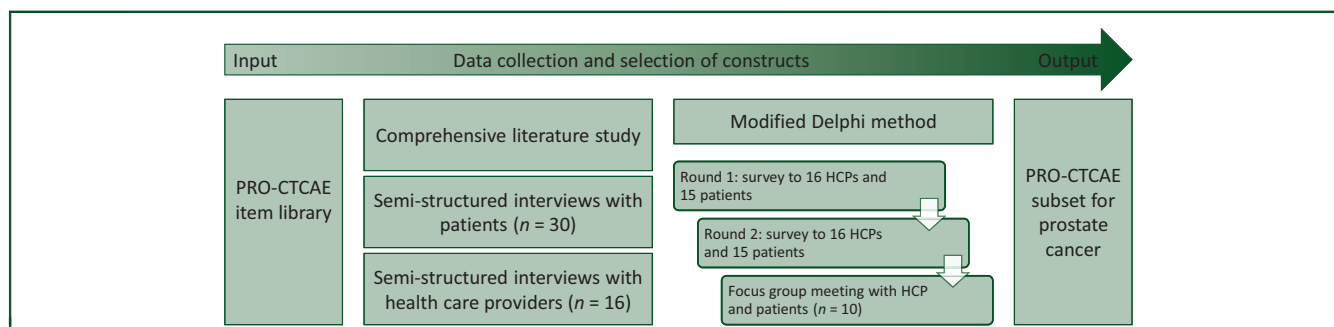 Input
Data collection and selection of constructs
Output
PRO-CTCAE
item library
Comprehensive literature study
Semi-structured interviews with
patients (n = 30)
Semi-structured interviews with
health care providers (n = 16)
Modified Delphi method
Round 1: survey to 16 HCPs and
15 patients
Round 2: survey to 16 HCPs
and 15 patients
Focus group meeting with HCP
and patients (n = 10)
PRO-CTCAE
subset for
prostate
cancer